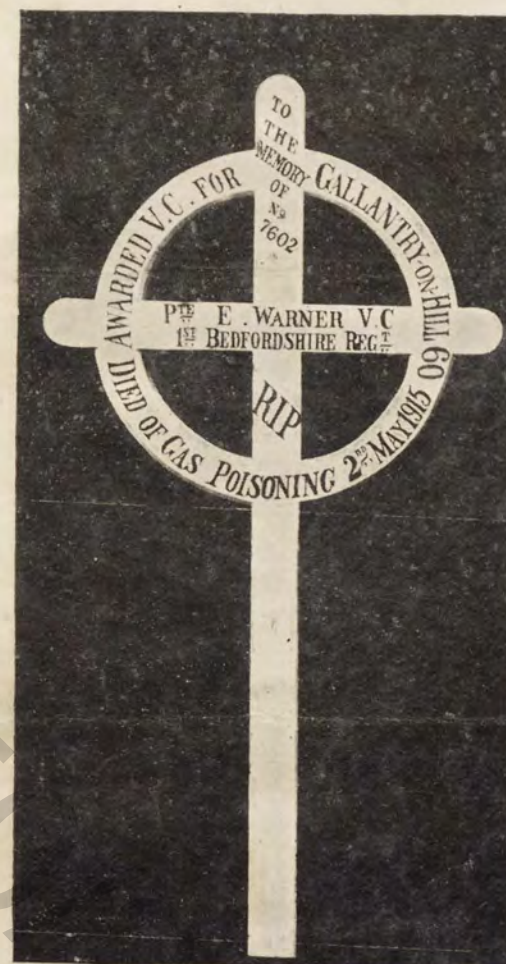 TO
THE
MEMORY
OF
No
7602
PTE E. WARNER V.C
1ST BEDFORDSHIRE REGT
RIP
AWARDED V.C. FOR GALLANTRY-ON-HILL 60
DIED OF GAS POISONING 2ND MAY 1915